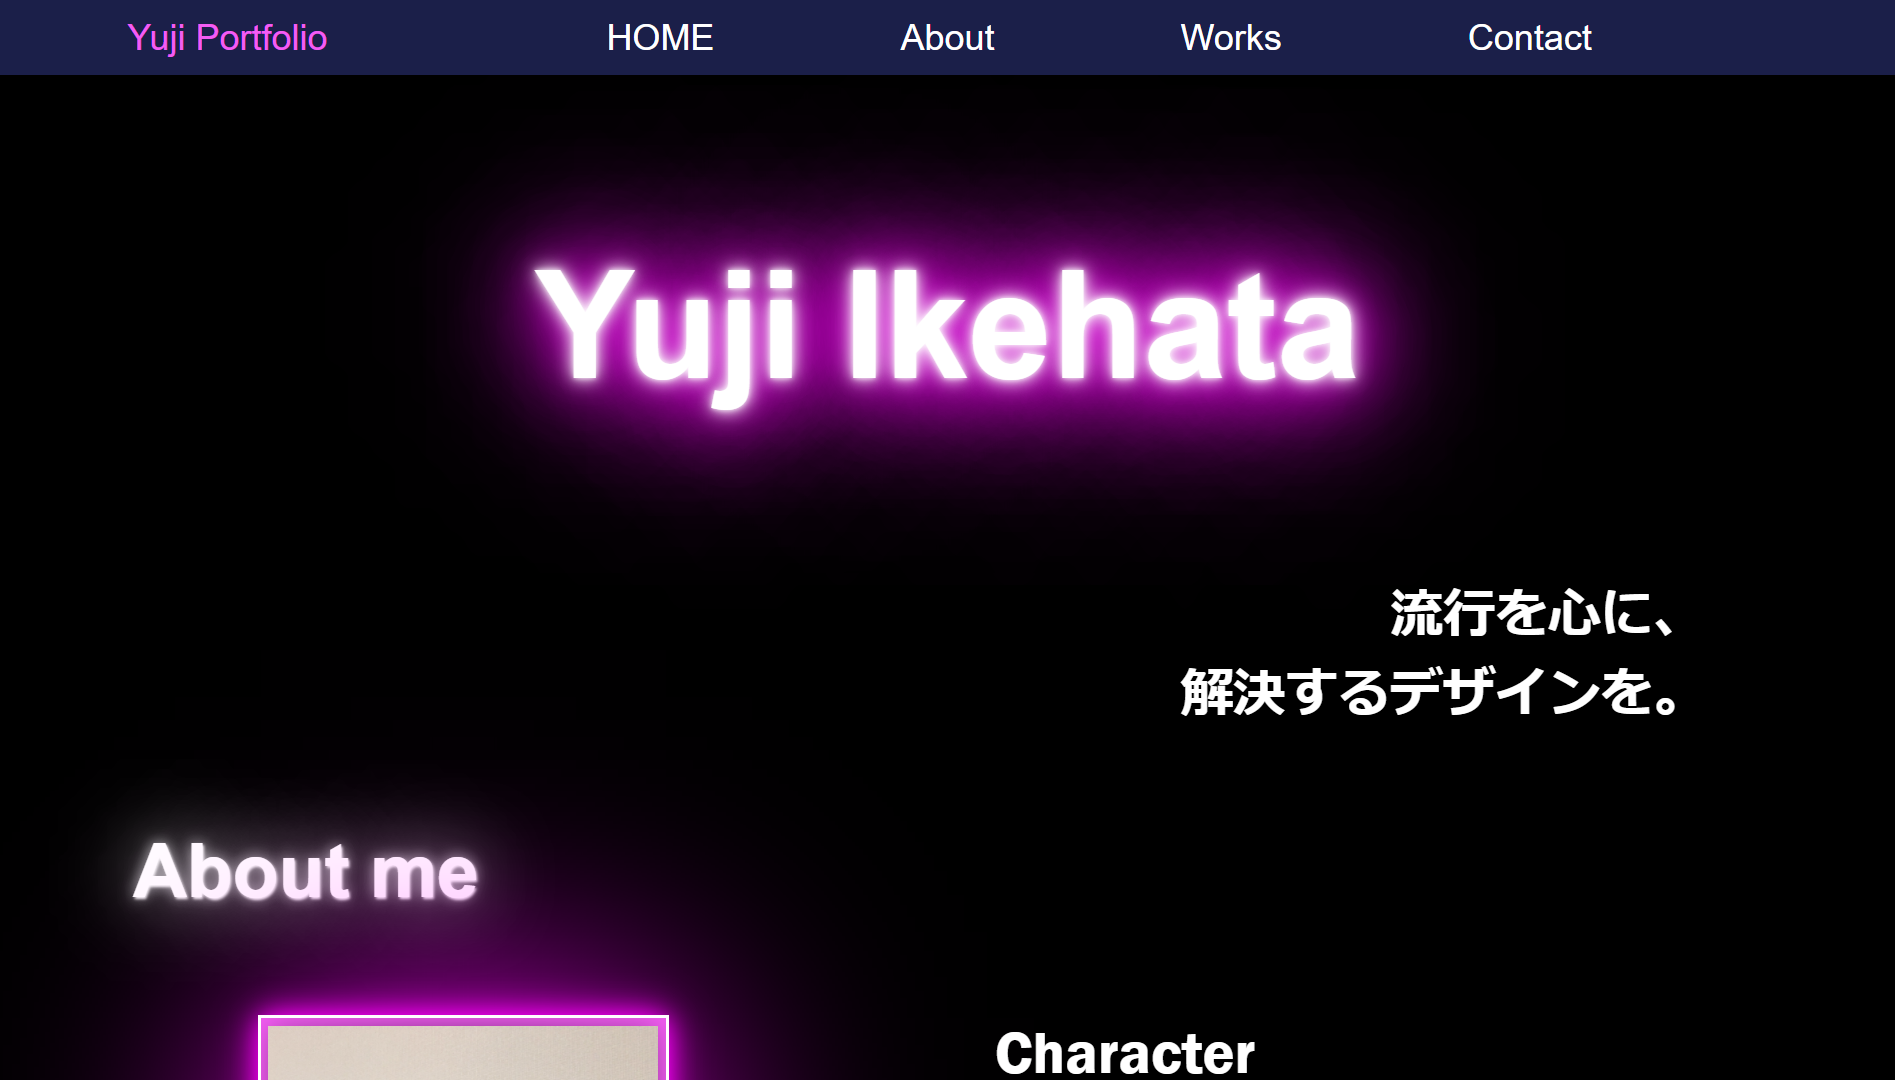 Yuji Portfolio
HOME
About
Works
Contact
Yuji Ikehata
流行を心に、
解決するデザインを。
About me
Character